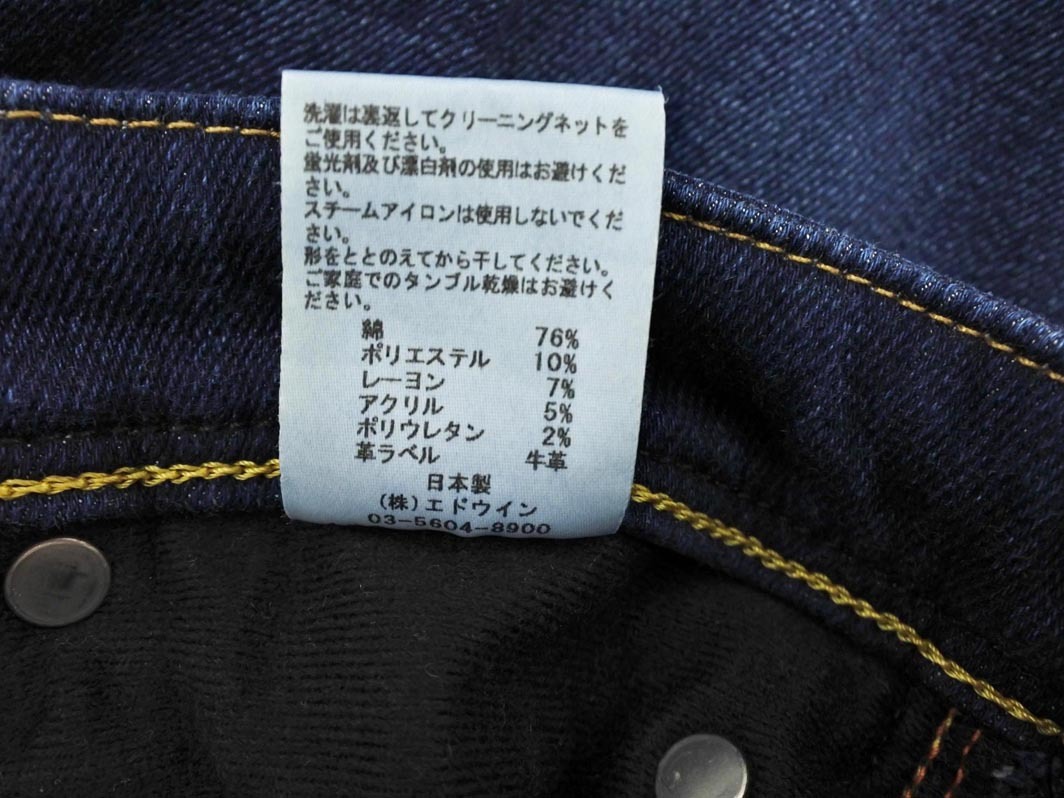 洗濯は裏返してクリーニングネットを
ご使用ください。
蛍光剤及び漂白剤の使用はお避けくだ
さい。
スチームアイロンは使用しないでくだ
さい。
形をととのえてから干してください。
ご家庭でのタンブル乾燥はお避けく
ださい。
綿 76%
ポリエステル 10%
レーヨン 7%
アクリル 5%
ポリウレタン 2%
革ラベル 牛革
日本製
(株)エドウイン
03-5604-8900